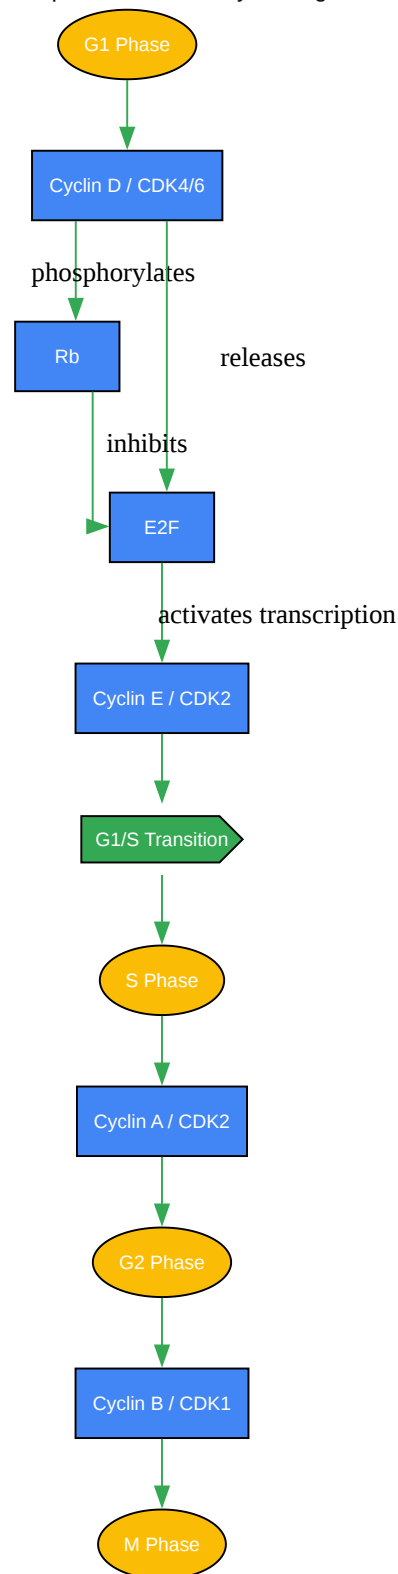 G1 Phase
Cyclin D / CDK4/6
phosphorylates
Rb
releases
inhibits
E2F
activates transcription
Cyclin E / CDK2
G1/S Transition
S Phase
Cyclin A / CDK2
G2 Phase
Cyclin B / CDK1
M Phase